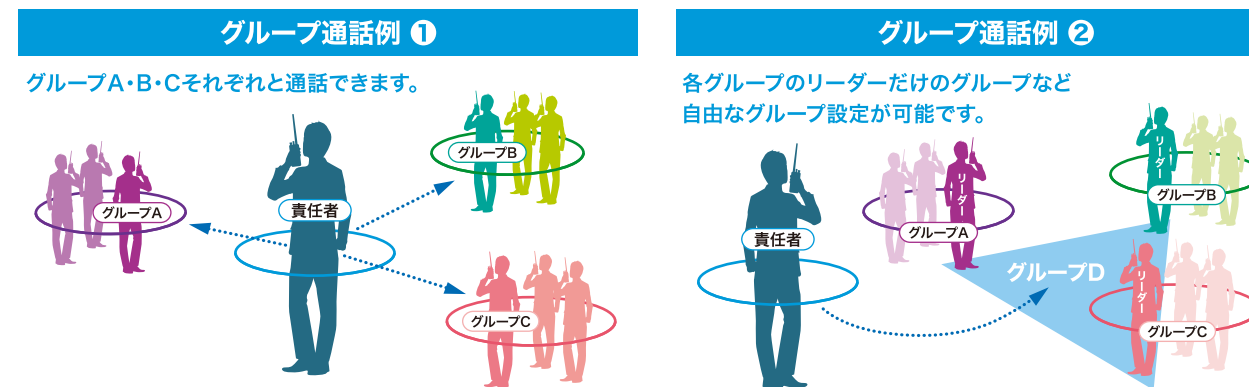 グループ通話例 ❶
グループA・B・Cそれぞれと通話できます。
グループA
責任者
グループB
グループC
グループ通話例 ❷
各グループのリーダーだけのグループなど
自由なグループ設定が可能です。
責任者
リーダー
グループA
リーダー
グループB
グループD
リーダー
グループC